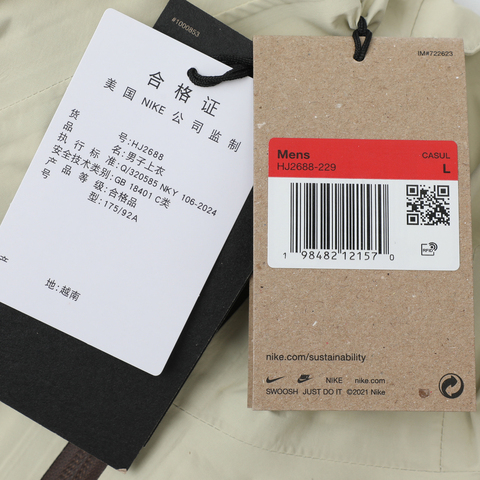 #1000853
合格证
美国 NIKE 公司监制
货号:HJ2688
品名:男子上衣
执行标准:Q/320585 NKY 106-2024
安全技术类别:GB 18401 C类
产品等级:合格品
号型:175/92A
产地:越南
IM#722623
Mens
HJ2688-229
CASUL
L
1 98482 12157 0
RFID
nike.com/sustainability
NIKE nike.com
SWOOSH JUST DO IT ©2021 Nike